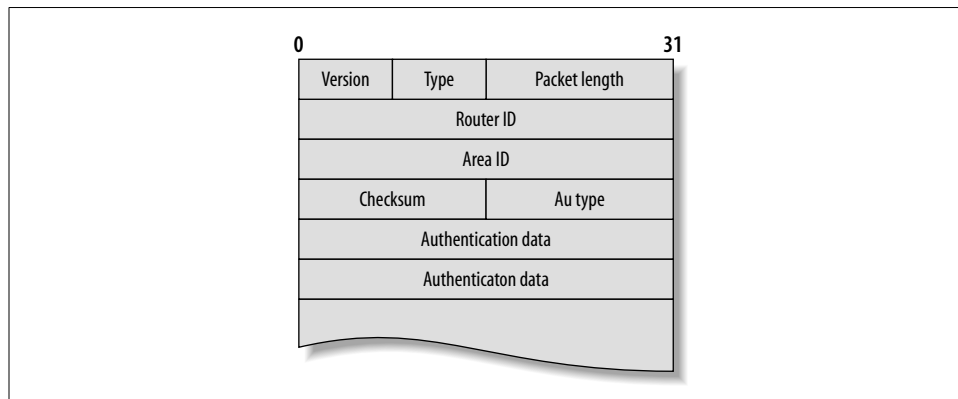 0 31
Version Type Packet length
Router ID
Area ID
Checksum Au type
Authentication data
Authenticaton data